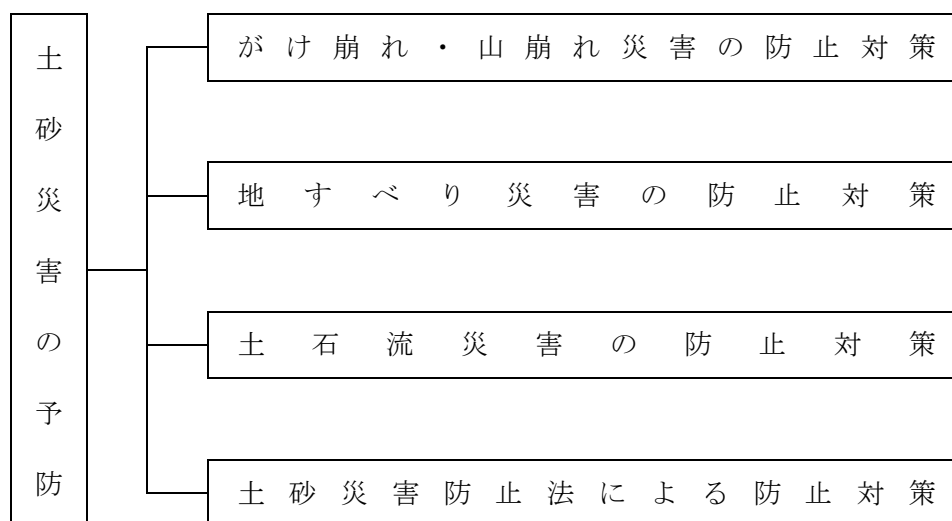 土砂災害の予防
がけ崩れ・山崩れ災害の防止対策
地すべり災害の防止対策
土石流災害の防止対策
土砂災害防止法による防止対策